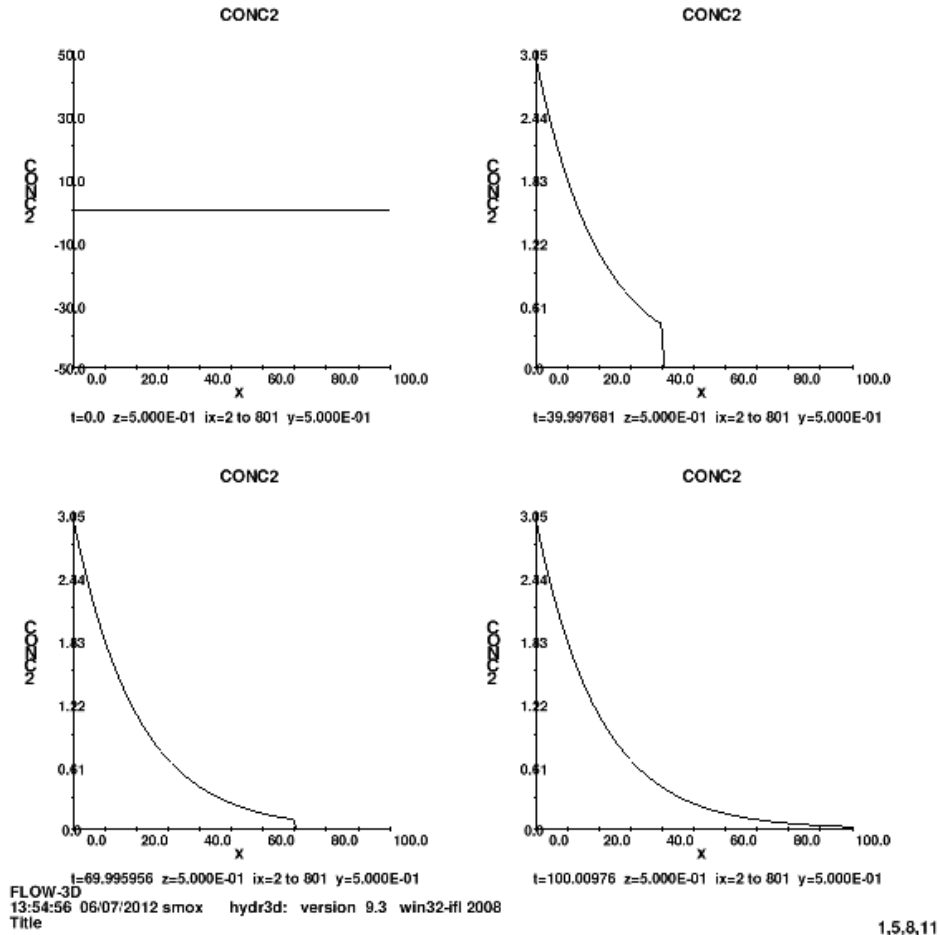 CONC2
CONC2
50.0
30.0
10.0
-10.0
-30.0
-50.0
CONC2
0.0 20.0 40.0 60.0 80.0 100.0
X
t=0.0 z=5.000E-01 ix=2 to 801 y=5.000E-01
3.05
2.44
1.83
1.22
0.61
0.0
CONC2
0.0 20.0 40.0 60.0 80.0 100.0
X
t=39.997681 z=5.000E-01 ix=2 to 801 y=5.000E-01
CONC2
CONC2
3.05
2.44
1.83
1.22
0.61
0.0
CONC2
0.0 20.0 40.0 60.0 80.0 100.0
X
t=69.995956 z=5.000E-01 ix=2 to 801 y=5.000E-01
3.05
2.44
1.83
1.22
0.61
0.0
CONC2
0.0 20.0 40.0 60.0 80.0 100.0
X
t=100.00976 z=5.000E-01 ix=2 to 801 y=5.000E-01
FLOW-3D
13:54:56 06/07/2012 smox hydr3d: version 9.3 win32-ifl 2008
Title
1,5,8,11